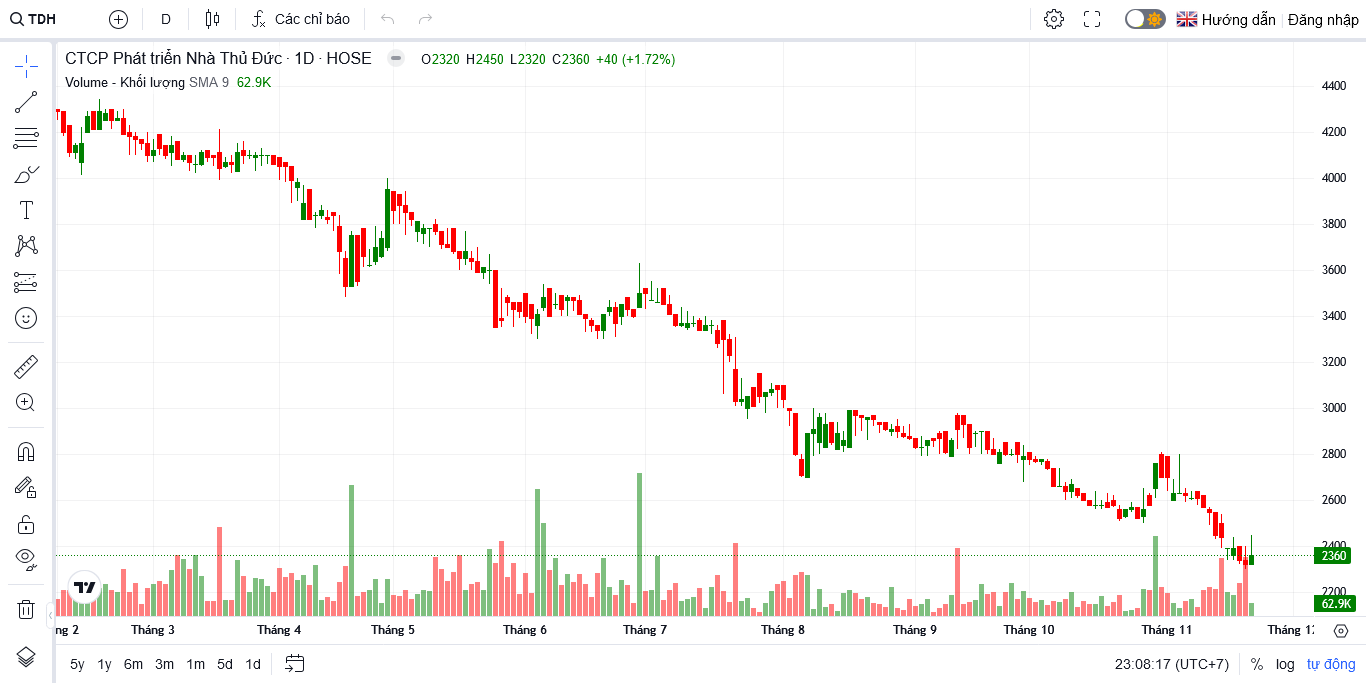 TDH D Các chỉ báo Hướng dẫn Đăng nhập
CTCP Phát triển Nhà Thủ Đức · 1D · HOSE O2320 H2450 L2320 C2360 +40 (+1.72%)
Volume - Khối lượng SMA 9 62.9K
4400
4200
4000
3800
3600
3400
3200
3000
2800
2600
2400
2360
2200
62.9K
ng 2 Tháng 3 Tháng 4 Tháng 5 Tháng 6 Tháng 7 Tháng 8 Tháng 9 Tháng 10 Tháng 11 Tháng 12
5y 1y 6m 3m 1m 5d 1d 23:08:17 (UTC+7) % log tự động